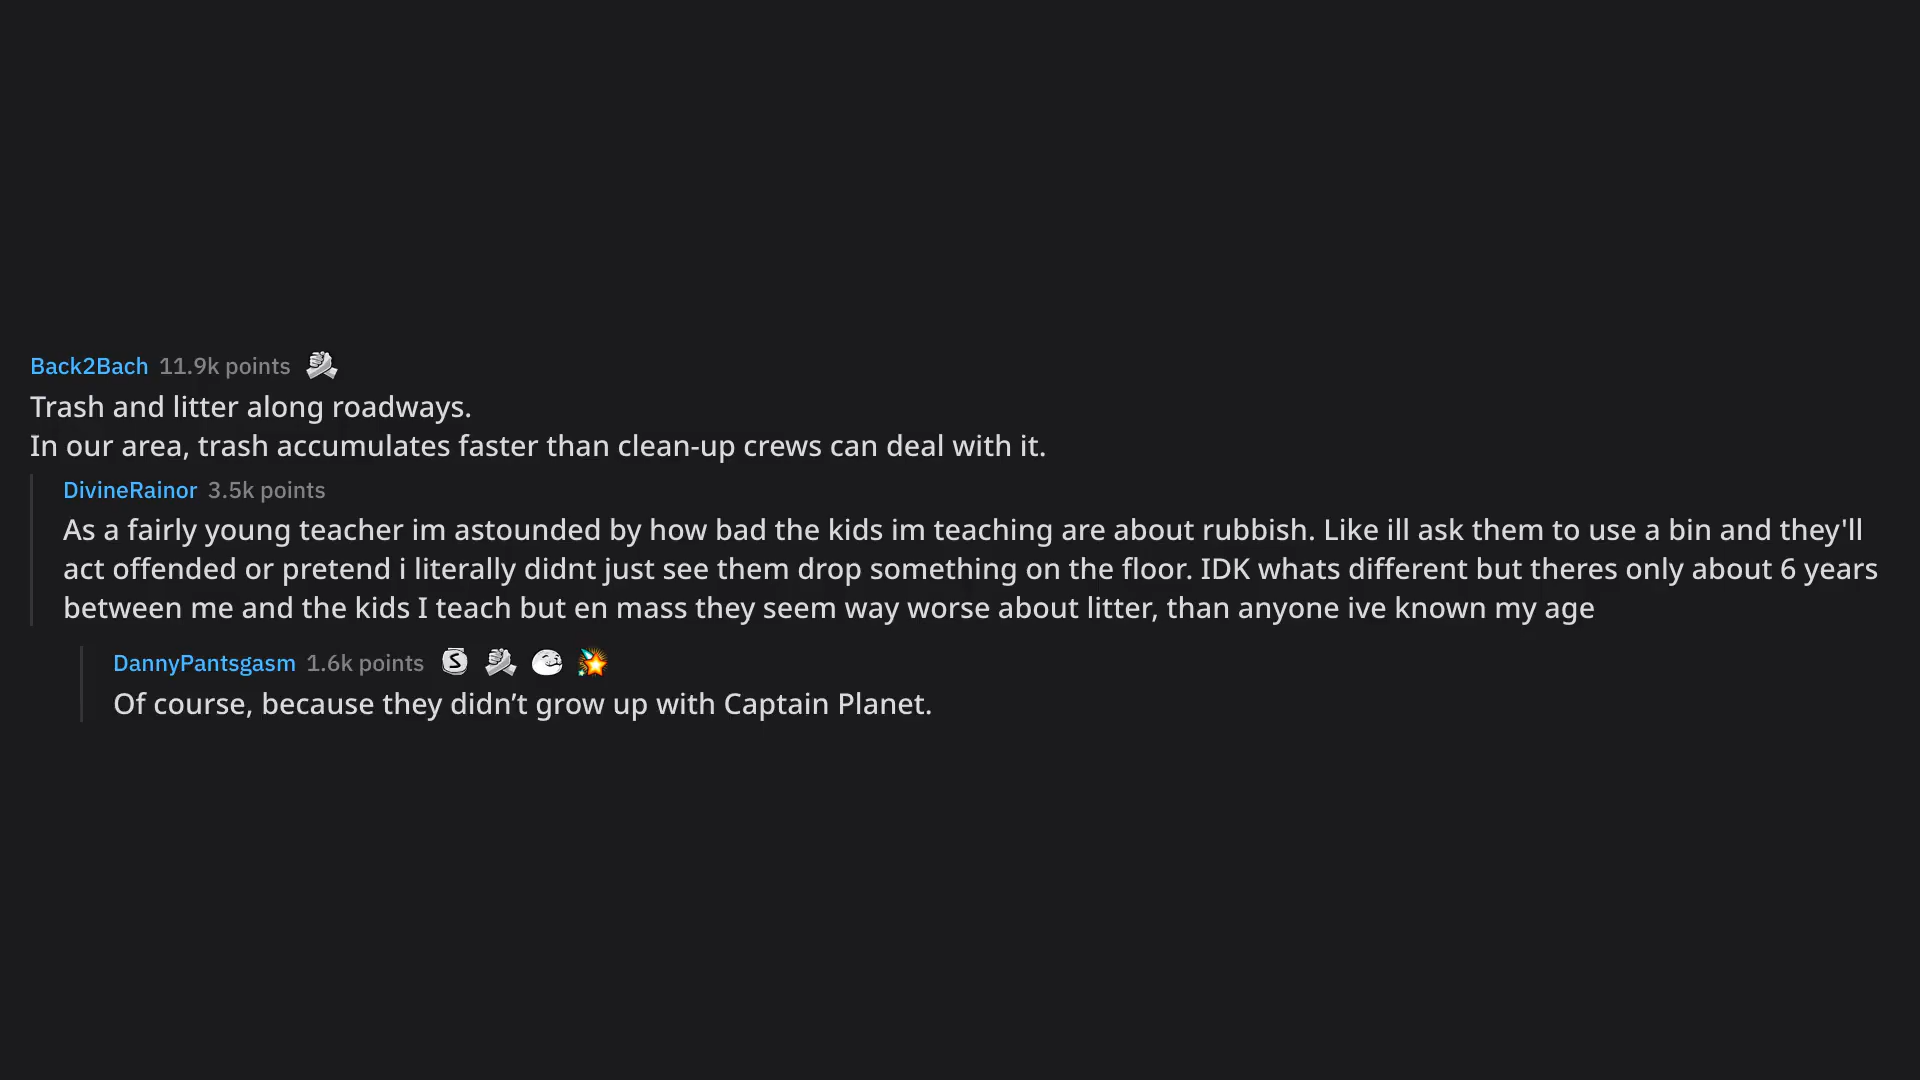 Back2Bach 11.9k points
Trash and litter along roadways.
In our area, trash accumulates faster than clean-up crews can deal with it.
DivineRainor 3.5k points
As a fairly young teacher im astounded by how bad the kids im teaching are about rubbish. Like ill ask them to use a bin and they'll
act offended or pretend i literally didnt just see them drop something on the floor. IDK whats different but theres only about 6 years
between me and the kids I teach but en mass they seem way worse about litter, than anyone ive known my age
DannyPantsgasm 1.6k points S
Of course, because they didn’t grow up with Captain Planet.